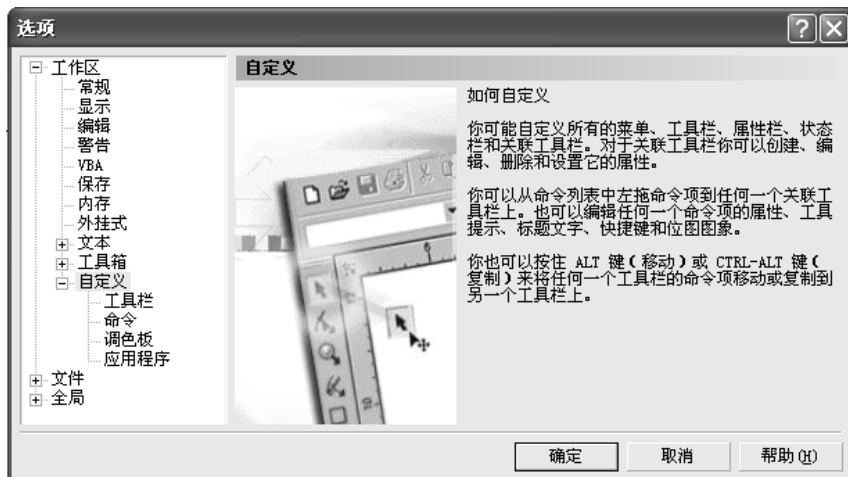 选项
工作区
常规
显示
编辑
警告
VBA
保存
内存
外挂式
文本
工具箱
自定义
工具栏
命令
调色板
应用程序
文件
全局
自定义
如何自定义
你可能自定义所有的菜单、工具栏、属性栏、状态
栏和关联工具栏。对于关联工具栏你可以创建、编
辑、删除和设置它的属性。
你可以从命令列表中左拖命令项到任何一个关联工
具栏上。也可以编辑任何一个命令项的属性、工具
提示、标题文字、快捷键和位图图象。
你也可以按住 ALT 键(移动)或 CTRL-ALT 键(
复制)来将任何一个工具栏的命令项移动或复制到
另一个工具栏上。
确定
取消
帮助(H)